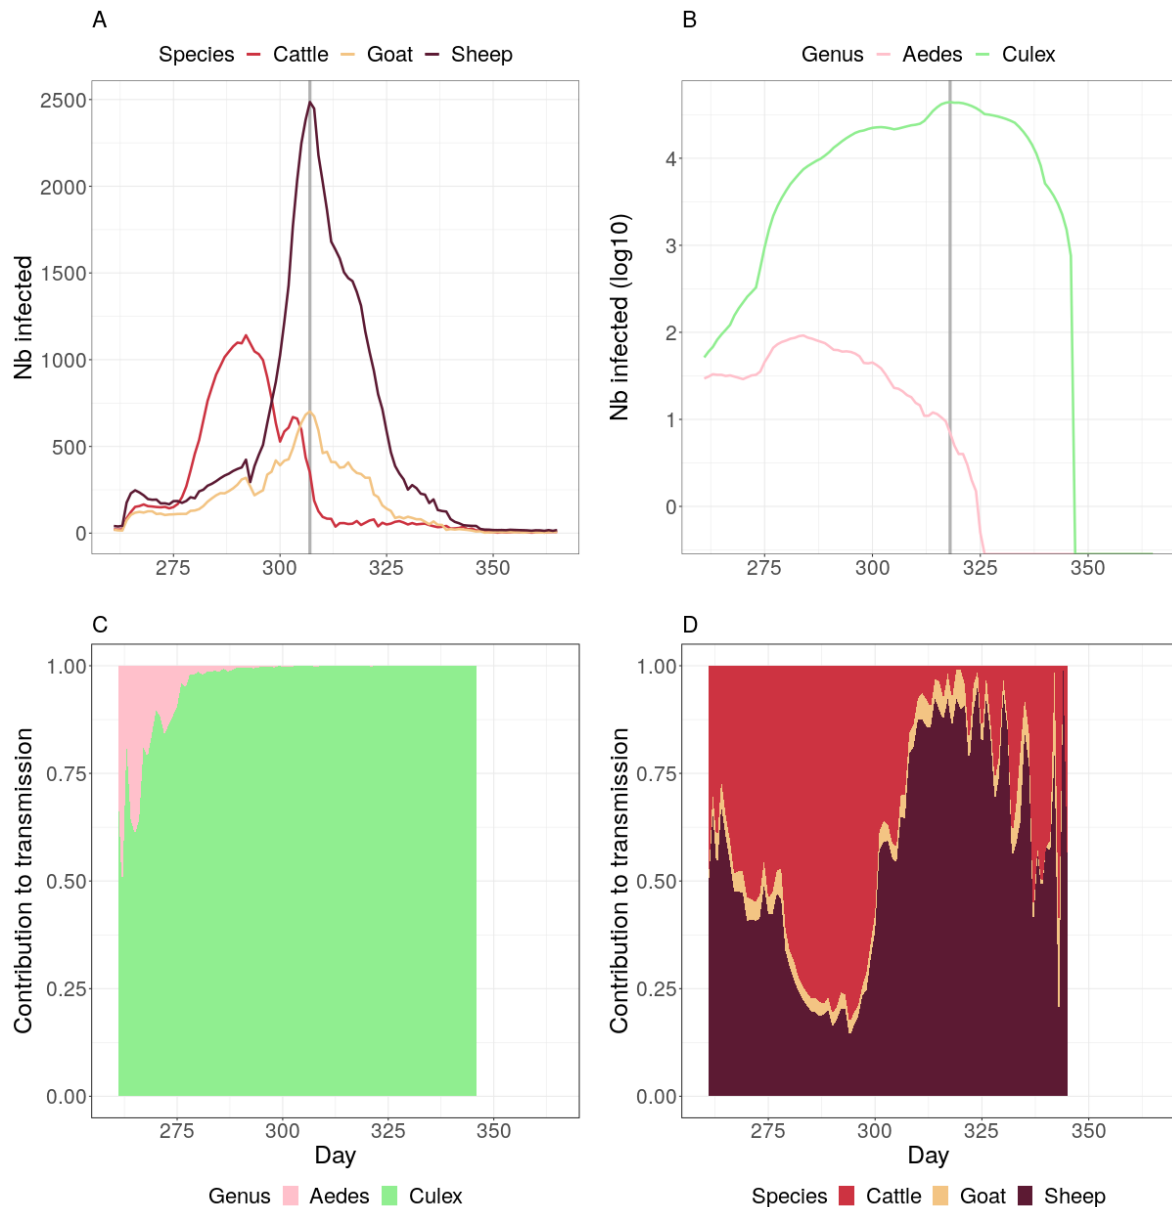 A
Species Cattle Goat Sheep
Nb infected
2500
2000
1500
1000
500
0
275 300 325 350
B
Genus Aedes Culex
Nb infected (log10)
4
3
2
1
0
275 300 325 350
C
Contribution to transmission
1.00
0.75
0.50
0.25
0.00
275 300 325 350
Day
Genus Aedes Culex
D
Contribution to transmission
1.00
0.75
0.50
0.25
0.00
275 300 325 350
Day
Species Cattle Goat Sheep